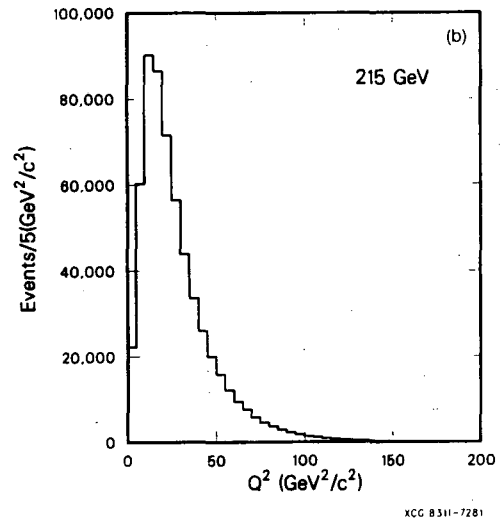 (b)
215 GeV
100,000
80,000
60,000
40,000
20,000
0
Events/5(GeV²/c²)
0 50 100 150 200
Q² (GeV²/c²)
XCG 8311-7281